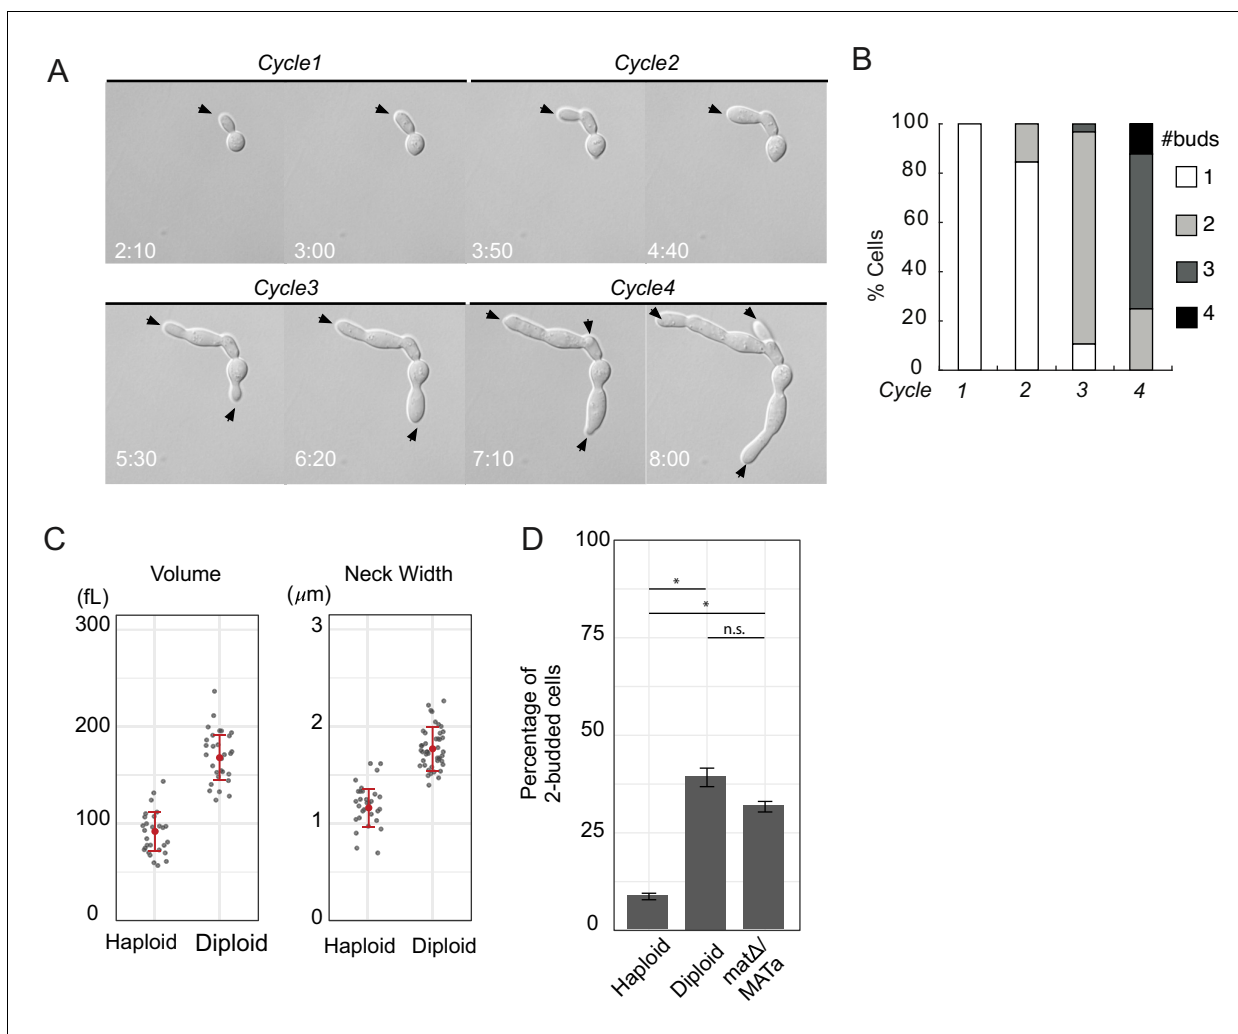 A
Cycle1
Cycle2
2:10
3:00
3:50
4:40
Cycle3
Cycle4
5:30
6:20
7:10
8:00
B
% Cells
100
80
60
40
20
0
Cycle 1 2 3 4
#buds
1
2
3
4
C
Volume
(fL)
300
200
100
0
Haploid Diploid
Neck Width
(μm)
3
2
1
0
Haploid Diploid
D
Percentage of
2-budded cells
100
75
50
25
0
*
*
n.s.
Haploid
Diploid
matΔ/
MATa